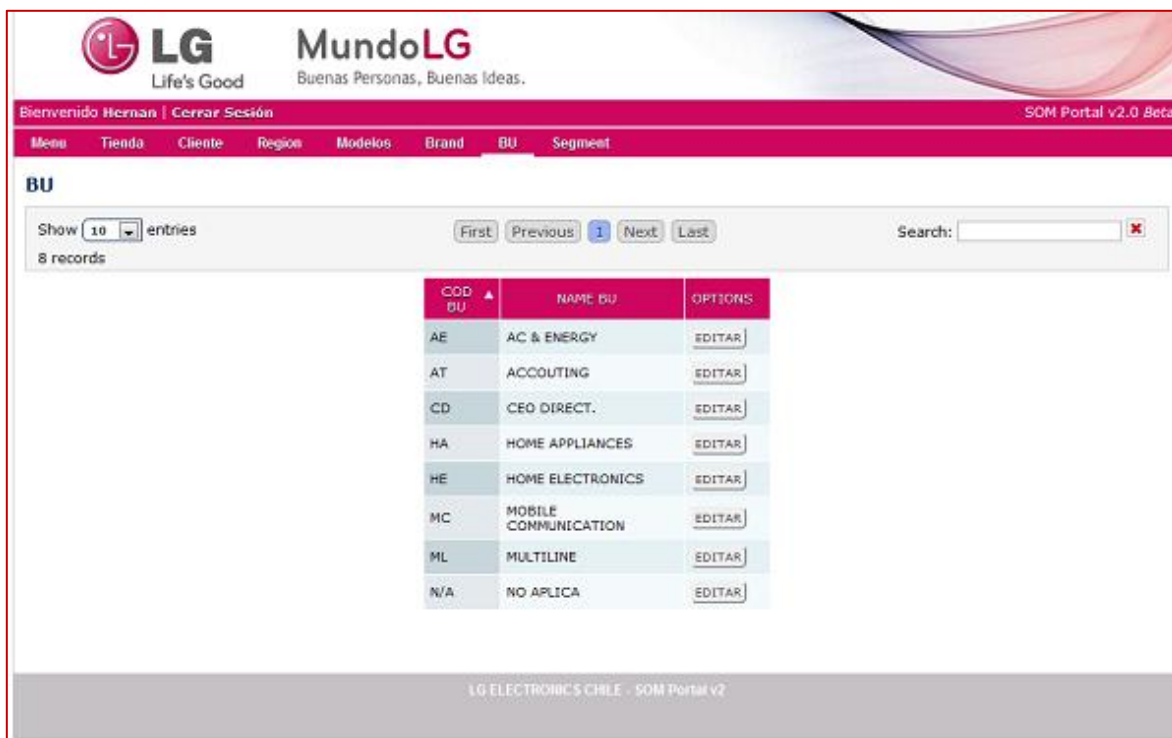 LG
Life's Good
MundoLG
Buenas Personas, Buenas Ideas.
Bienvenido Hernan | Cerrar Sesión
SOM Portal v2.0 Beta
Menu Tienda Cliente Region Modelos Brand BU Segment
BU
Show 10 entries
First Previous 1 Next Last
Search:
8 records
COD BU NAME BU OPTIONS
AE AC & ENERGY EDITAR
AT ACCOUTING EDITAR
CD CEO DIRECT. EDITAR
HA HOME APPLIANCES EDITAR
HE HOME ELECTRONICS EDITAR
MC MOBILE COMMUNICATION EDITAR
ML MULTILINE EDITAR
N/A NO APLICA EDITAR
LG ELECTRONICS CHILE - SOM Portal v2